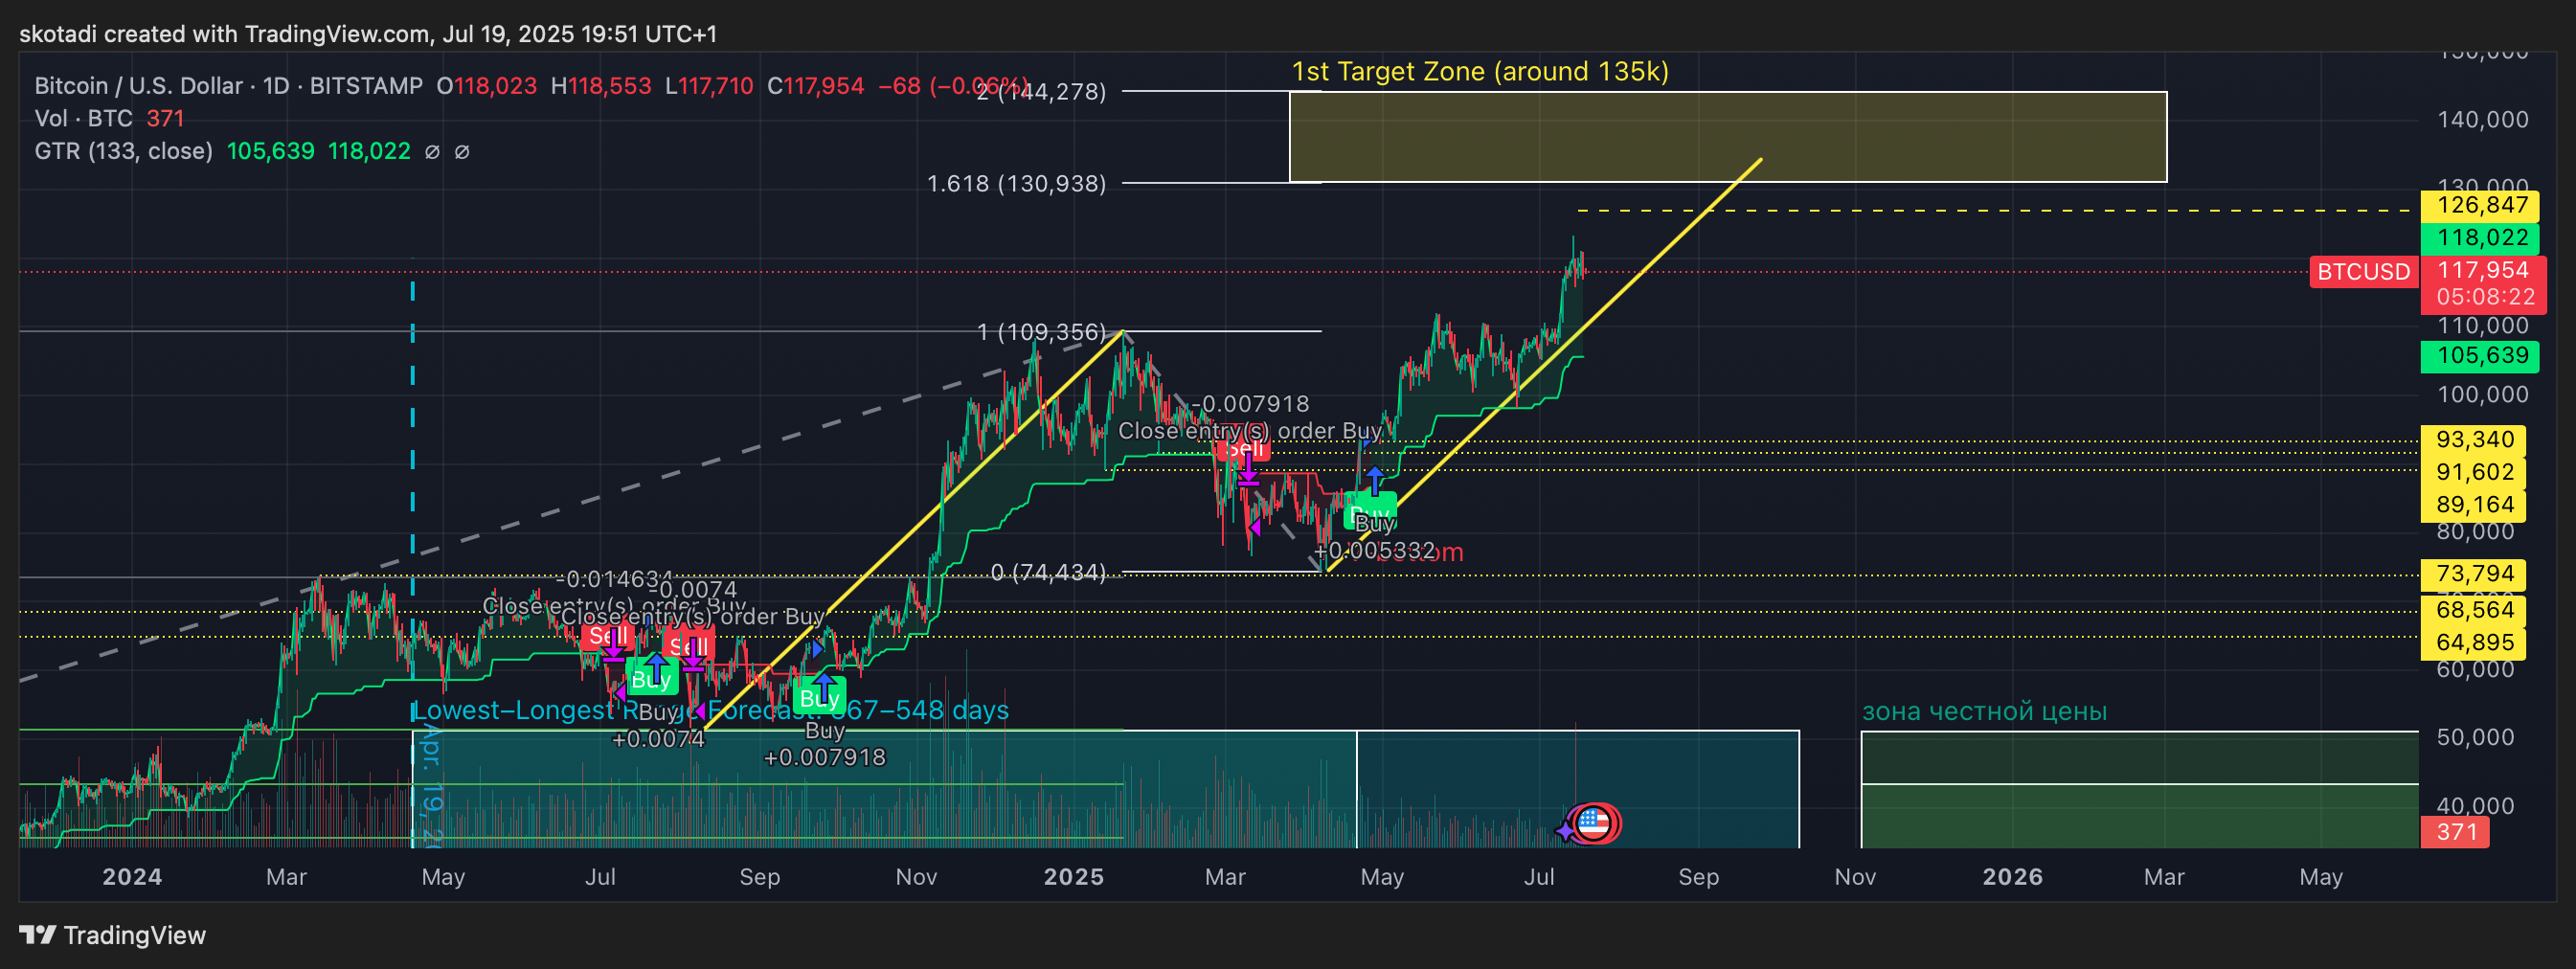 skotadi created with TradingView.com, Jul 19, 2025 19:51 UTC+1
Bitcoin / U.S. Dollar · 1D · BITSTAMP O118,023 H118,553 L117,710 C117,954 −68 (−0.06%)
Vol · BTC 371
GTR (133, close) 105,639 118,022 ∅ ∅
1st Target Zone (around 135k)
2 (144,278)
1.618 (130,938)
1 (109,356)
0 (74,434)
-0.007918
Close entry(s) order Buy
Sell
Buy
Buy
+0.005332
bottom
-0.014634
-0.0074
Close entry(s) order Buy
Close entry(s) order Buy
Sell
Sell
Buy
Buy
+0.0074
Buy
Buy
+0.007918
Lowest–Longest Range Forecast: 367–548 days
Apr. 19, 20
зона честной цены
150,000
140,000
130,000
126,847
118,022
BTCUSD 117,954
05:08:22
110,000
105,639
100,000
93,340
91,602
89,164
80,000
73,794
68,564
64,895
60,000
50,000
40,000
371
2024 Mar May Jul Sep Nov 2025 Mar May Jul Sep Nov 2026 Mar May
TradingView